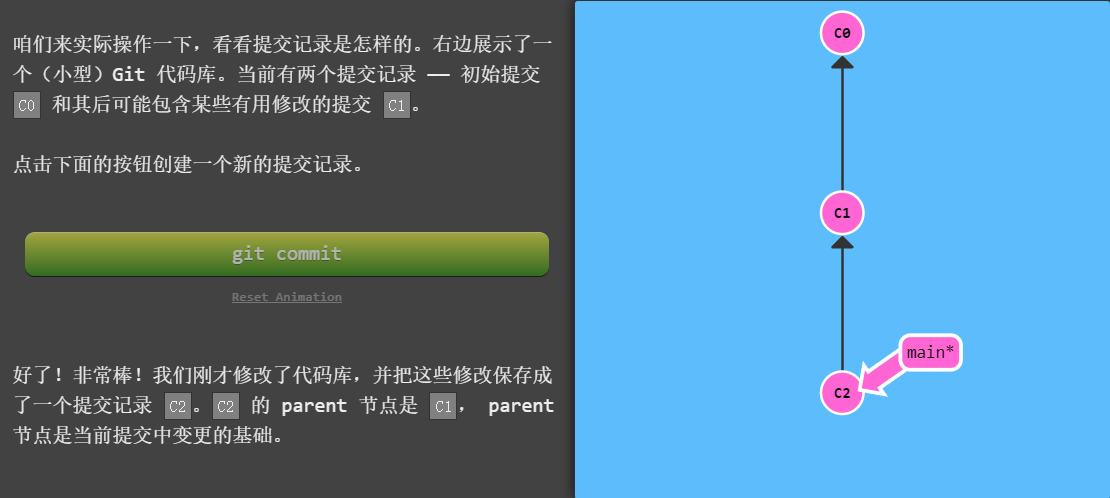 咱们来实际操作一下，看看提交记录是怎样的。右边展示了一
个（小型）Git 代码库。当前有两个提交记录 —— 初始提交
C0 和其后可能包含某些有用修改的提交 C1。
点击下面的按钮创建一个新的提交记录。
git commit
Reset Animation
好了！非常棒！我们刚才修改了代码库，并把这些修改保存成
了一个提交记录 C2。C2 的 parent 节点是 C1， parent
节点是当前提交中变更的基础。
C0
C1
main*
C2